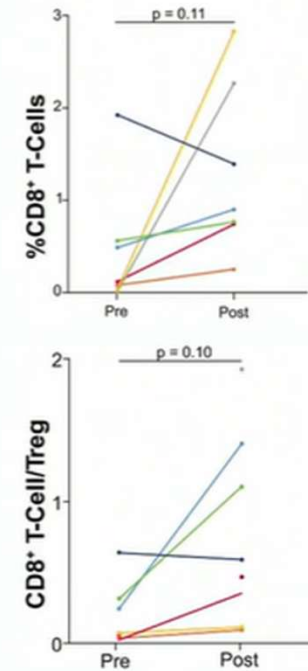 p = 0.11
3
2
1
0
%CD8⁺ T-Cells
Pre Post
p = 0.10
2
1
0
CD8⁺ T-Cell/Treg
Pre Post